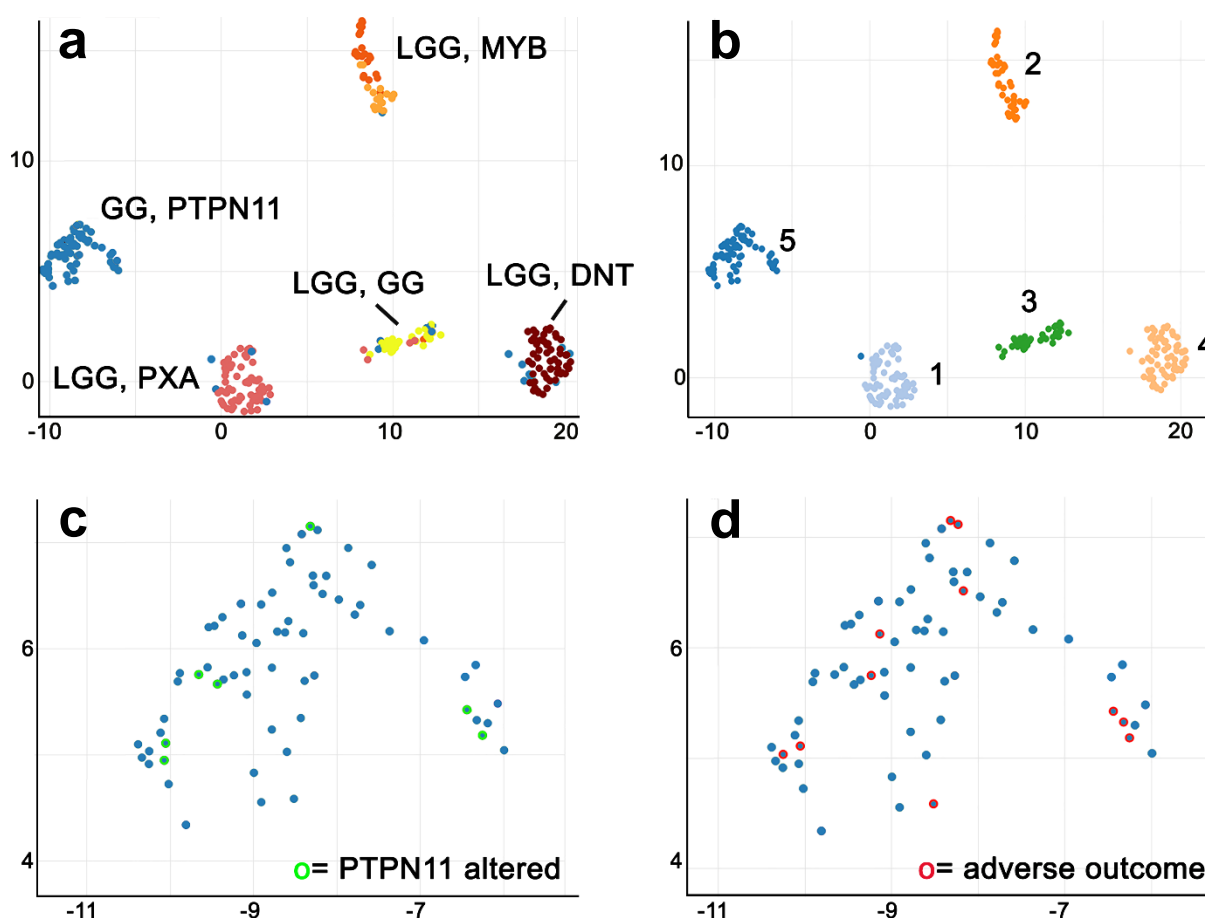 a
LGG, MYB
10
GG, PTPN11
LGG, GG
LGG, DNT
LGG, PXA
0
-10
0
10
20
b
2
10
5
3
4
1
0
-10
0
10
20
c
6
4
o= PTPN11 altered
-11
-9
-7
d
6
4
o= adverse outcome
-11
-9
-7